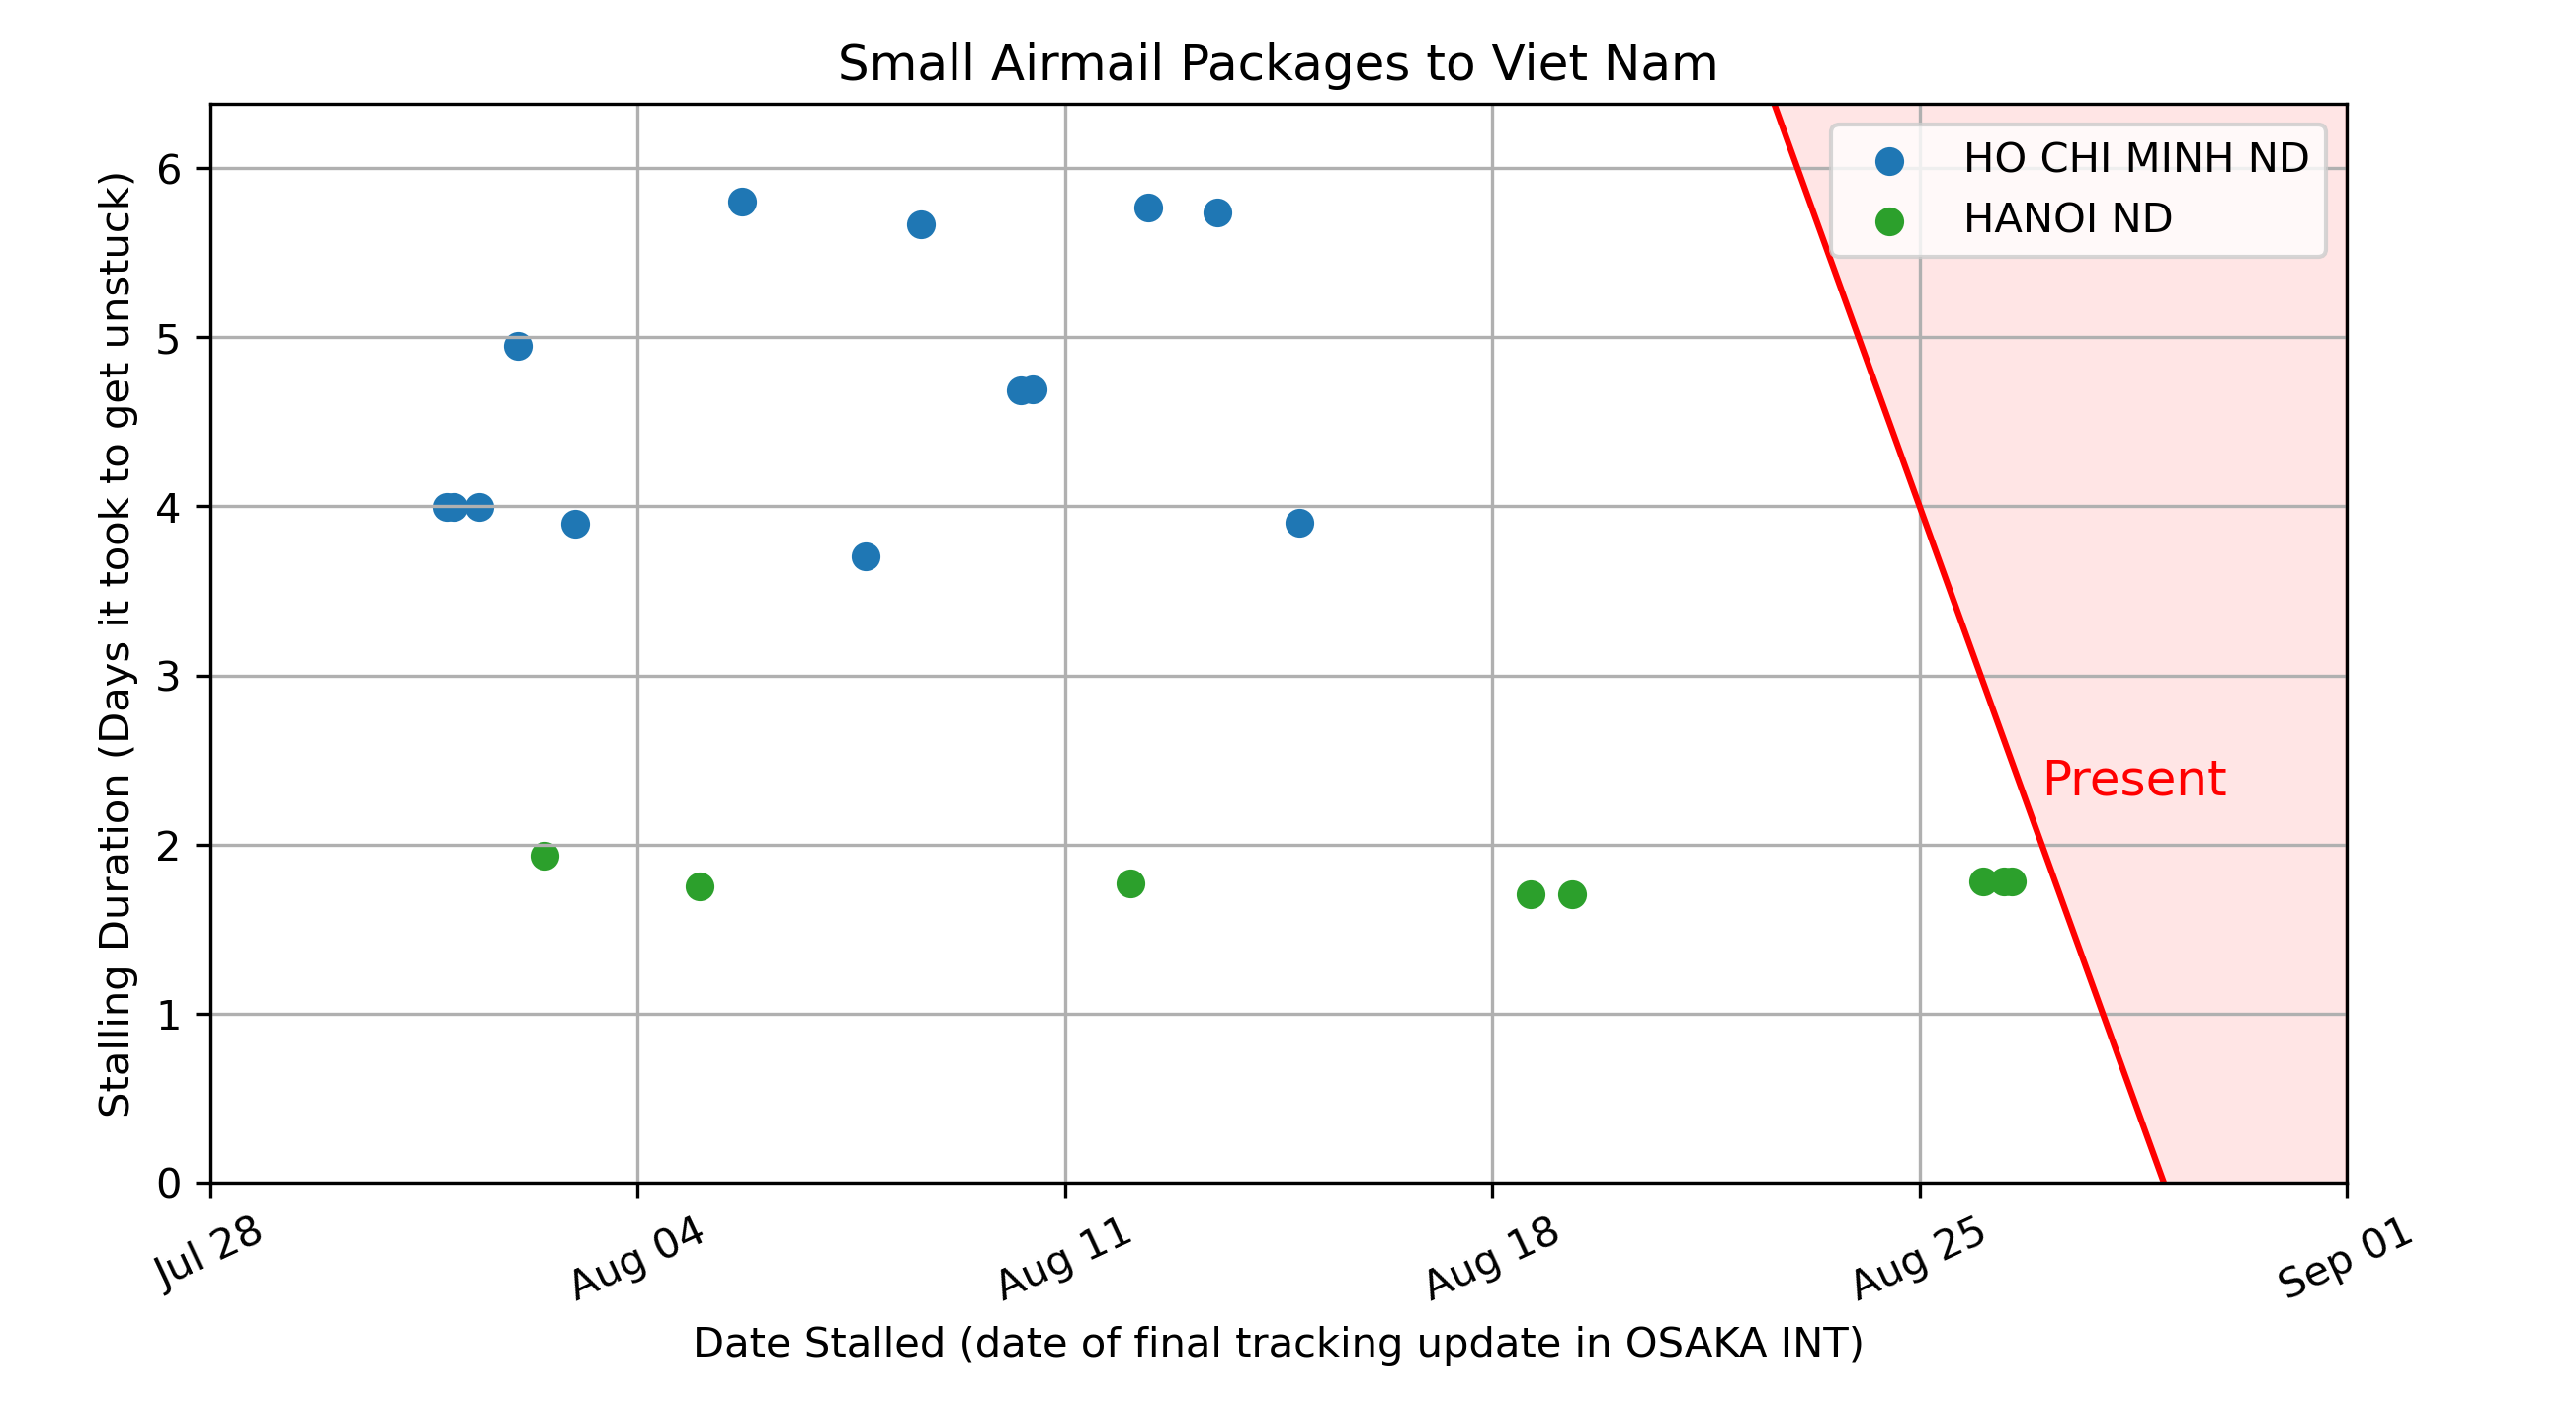 Small Airmail Packages to Viet Nam
HO CHI MINH ND
HANOI ND
Present
Stalling Duration (Days it took to get unstuck)
6
5
4
3
2
1
0
Jul 28
Aug 04
Aug 11
Aug 18
Aug 25
Sep 01
Date Stalled (date of final tracking update in OSAKA INT)